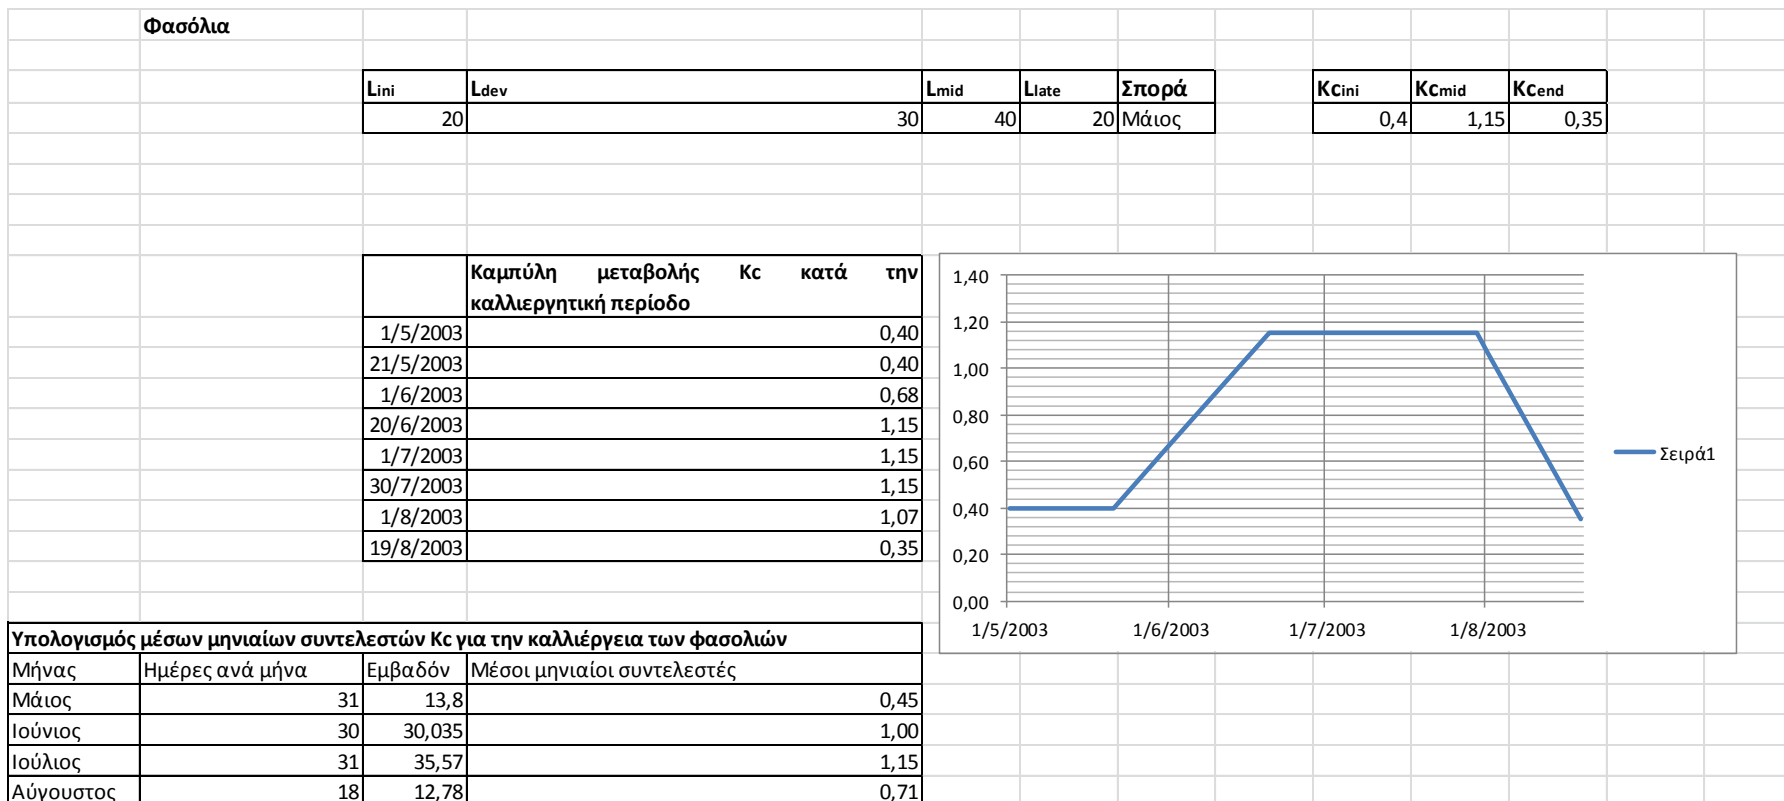 Φασόλια
Lini Ldev Lmid Llate Σπορά Kcini Kcmid Kcend
20 30 40 20 Μάιος 0,4 1,15 0,35
Καμπύλη μεταβολής Kc κατά την
καλλιεργητική περίοδο
1/5/2003 0,40
21/5/2003 0,40
1/6/2003 0,68
20/6/2003 1,15
1/7/2003 1,15
30/7/2003 1,15
1/8/2003 1,07
19/8/2003 0,35
1,40
1,20
1,00
0,80
0,60
0,40
0,20
0,00
1/5/2003 1/6/2003 1/7/2003 1/8/2003
Σειρά1
Υπολογισμός μέσων μηνιαίων συντελεστών Kc για την καλλιέργεια των φασολιών
Μήνας Ημέρες ανά μήνα Εμβαδόν Μέσοι μηνιαίοι συντελεστές
Μάιος 31 13,8 0,45
Ιούνιος 30 30,035 1,00
Ιούλιος 31 35,57 1,15
Αύγουστος 18 12,78 0,71